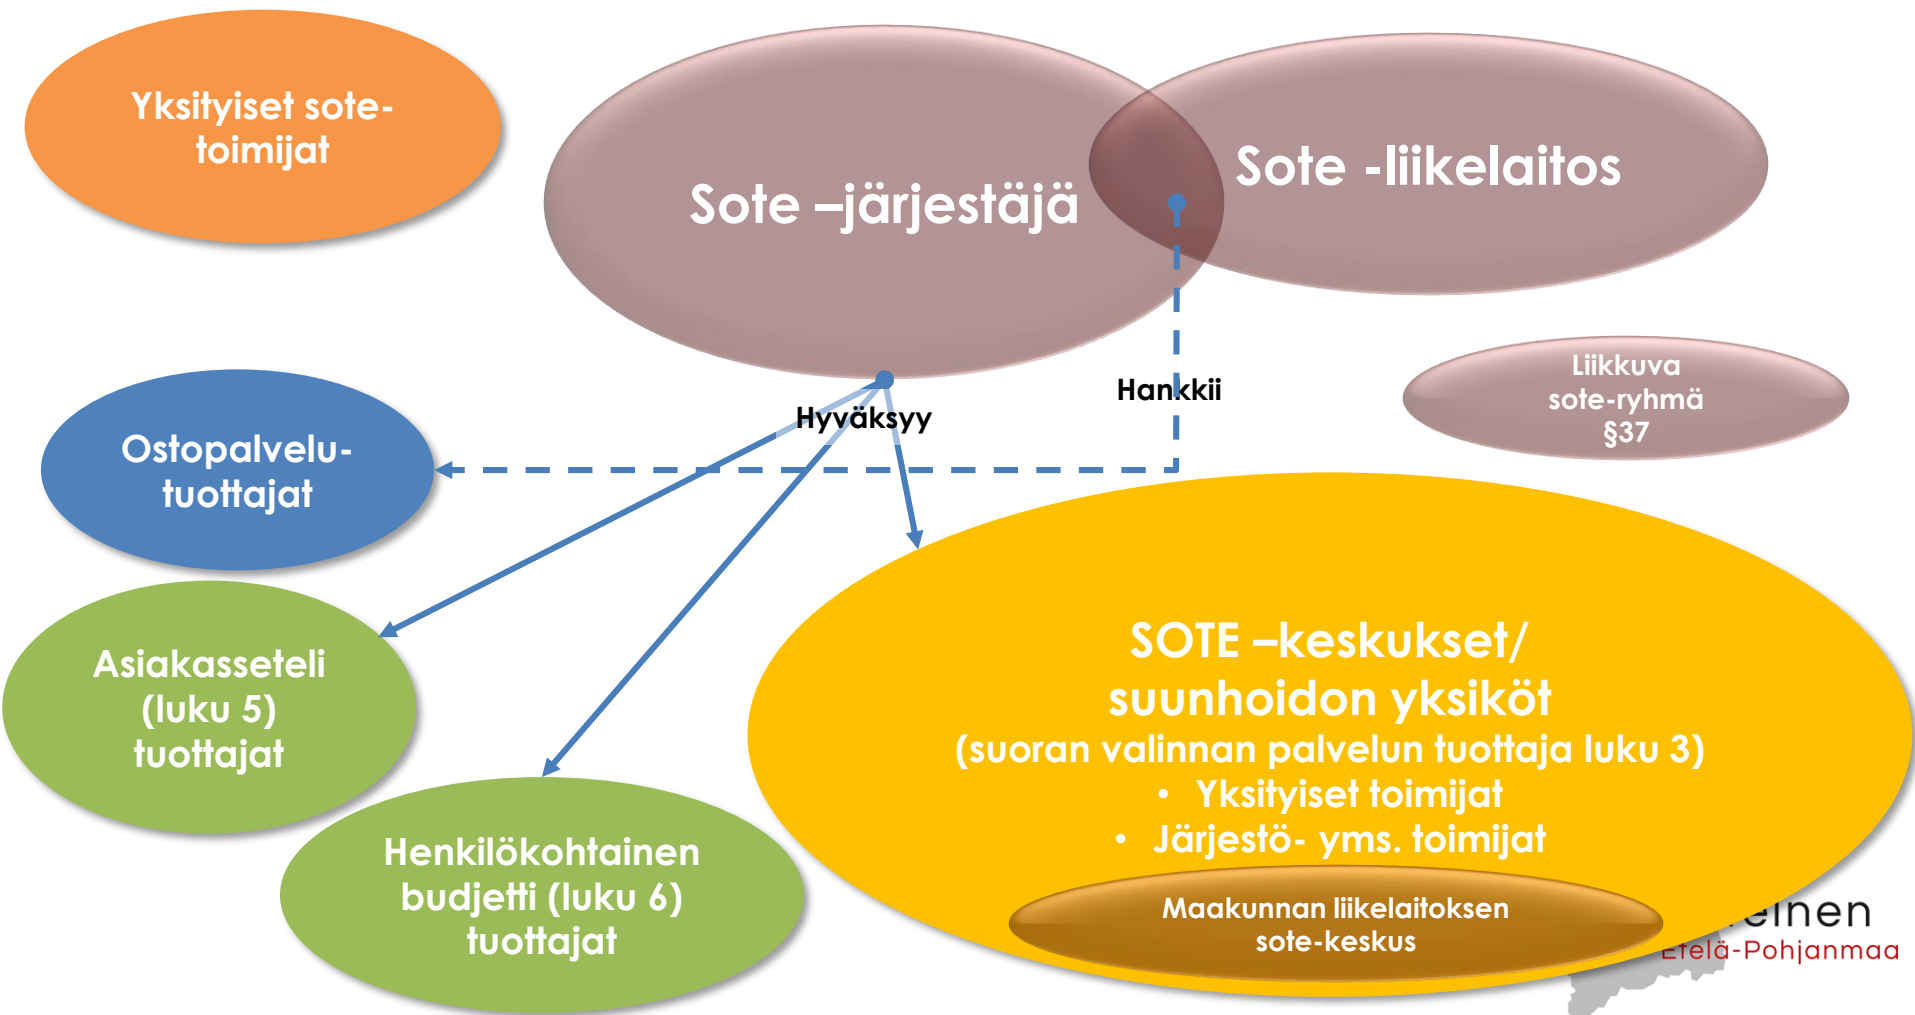 Yksityiset sote-
toimijat
Sote –järjestäjä
Sote -liikelaitos
Hankkii
Hyväksyy
Liikkuva
sote-ryhmä
§37
Ostopalvelu-
tuottajat
Asiakasseteli
(luku 5)
tuottajat
Henkilökohtainen
budjetti (luku 6)
tuottajat
SOTE –keskukset/
suunhoidon yksiköt
(suoran valinnan palvelun tuottaja luku 3)
• Yksityiset toimijat
• Järjestö- yms. toimijat
Maakunnan liikelaitoksen
sote-keskus
Etelä-Pohjanmaa